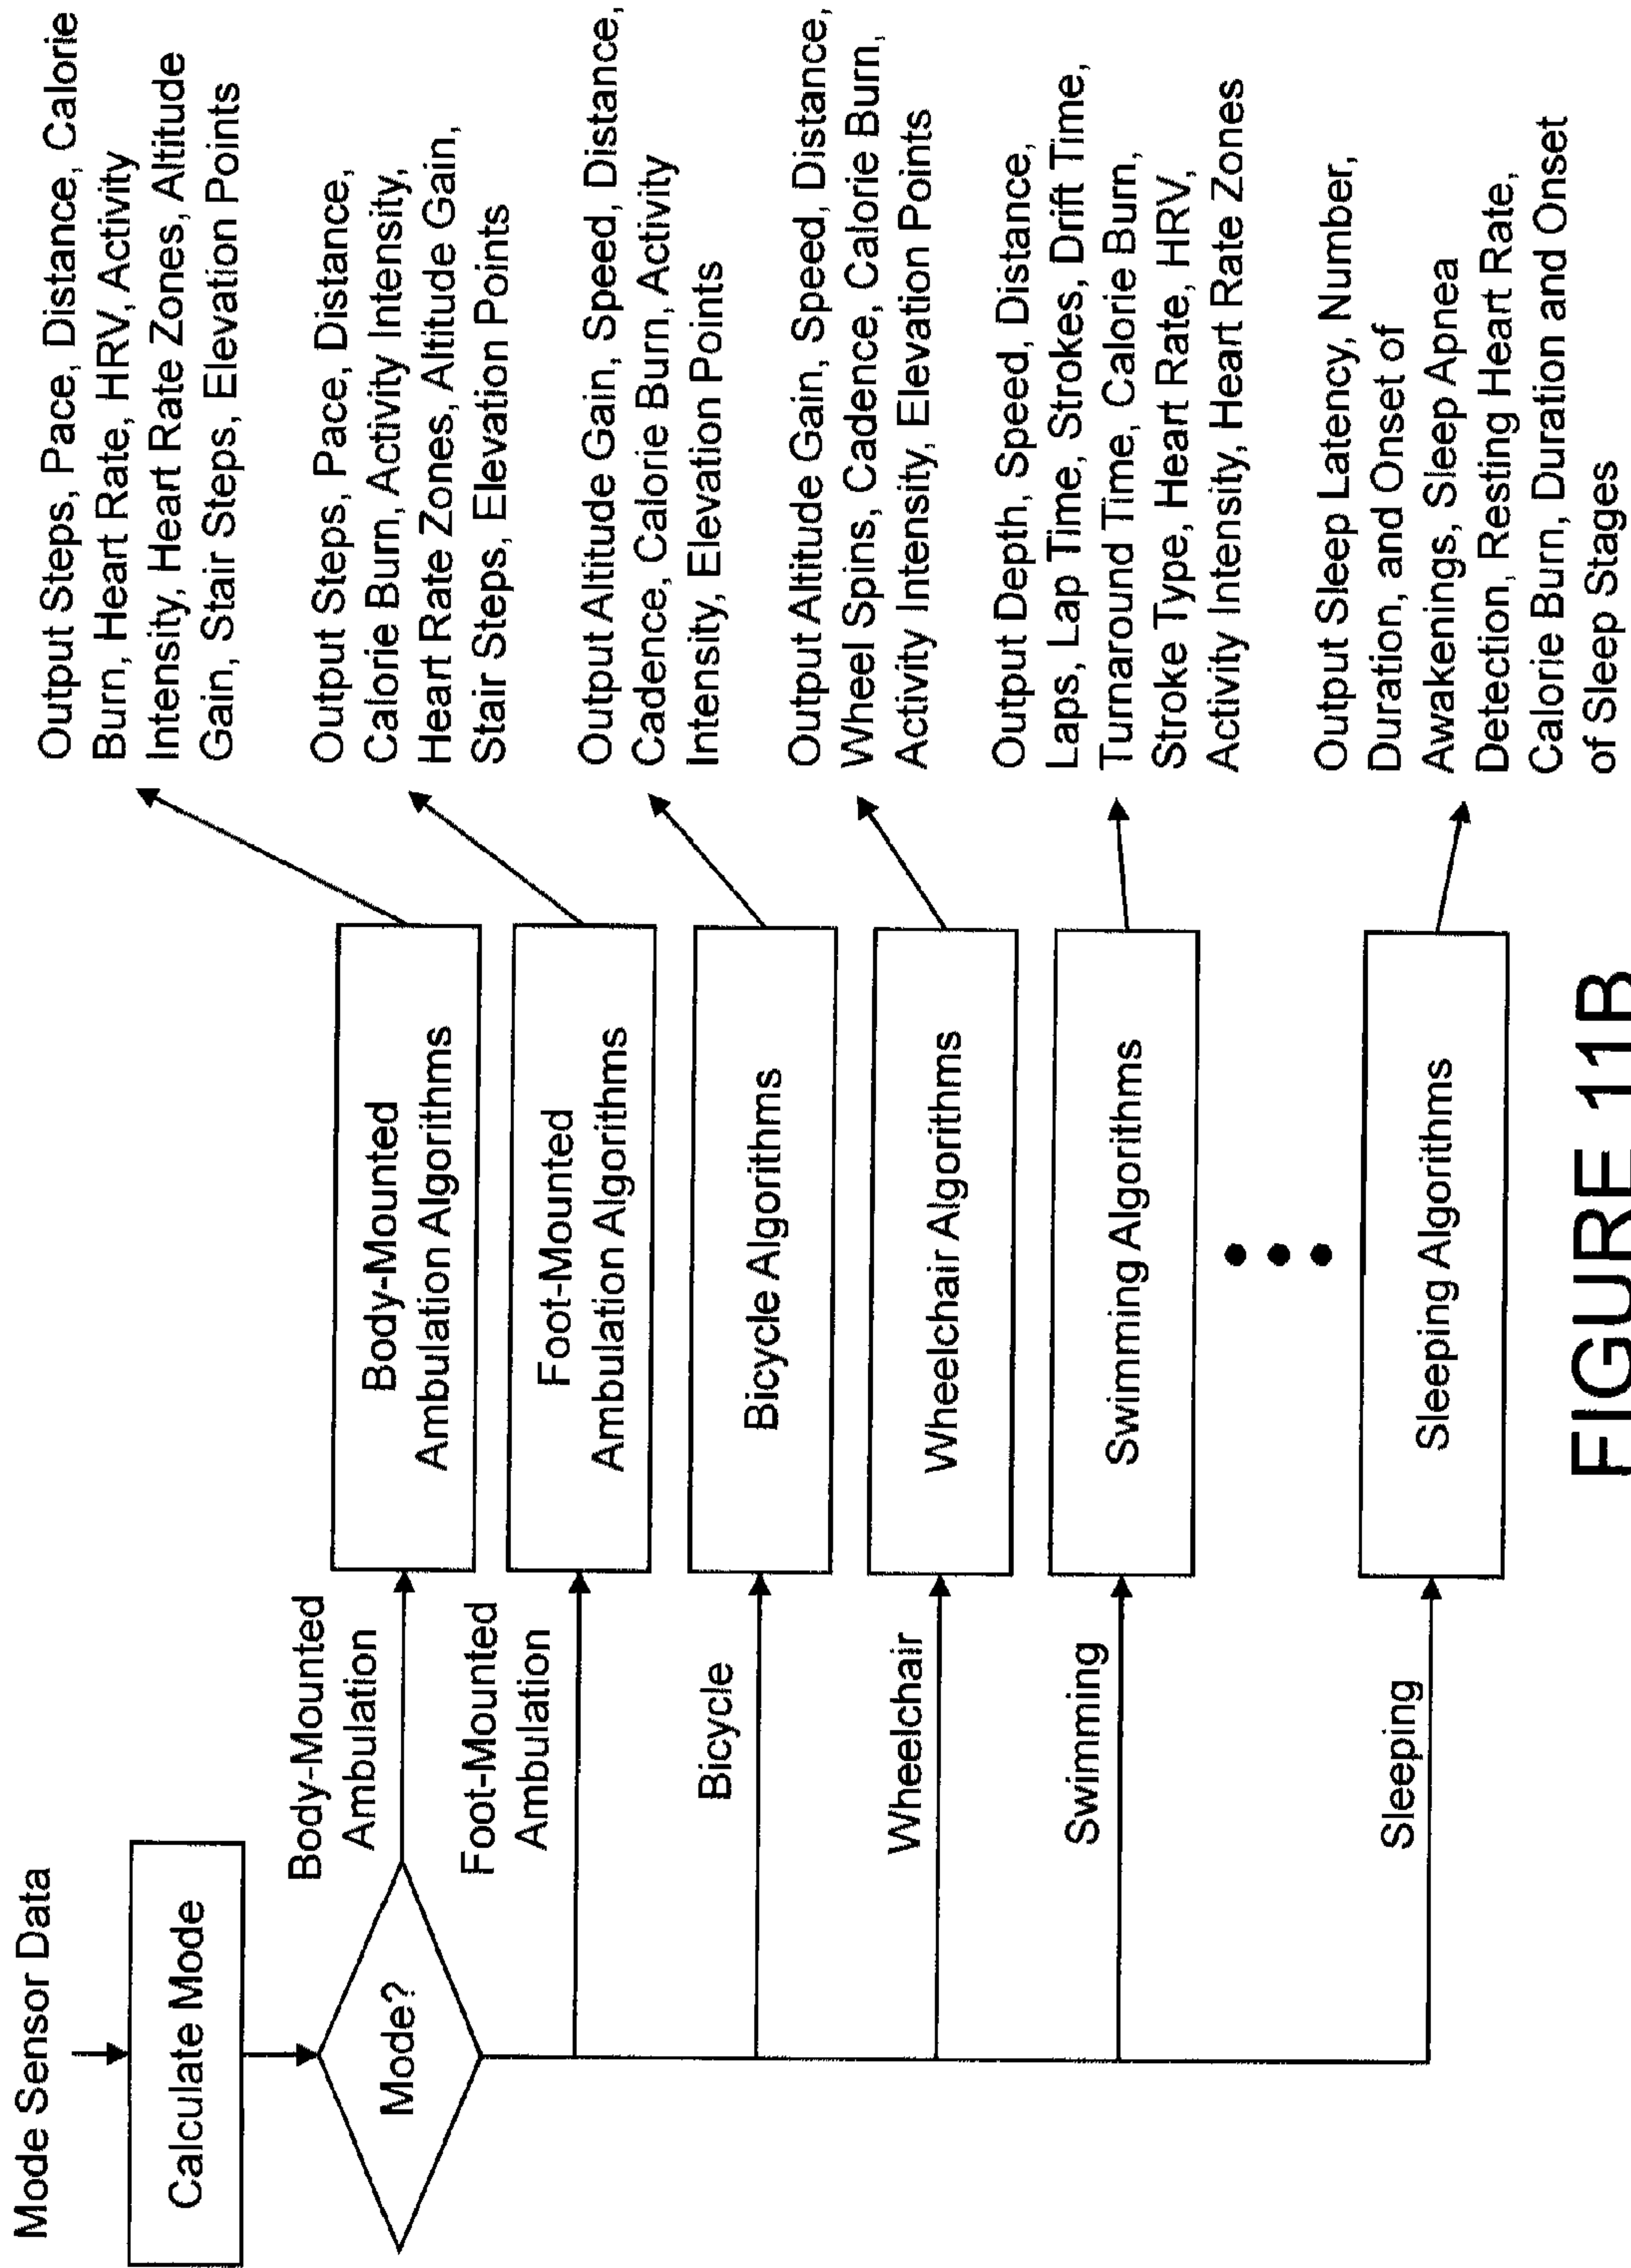 Mode Sensor Data
Calculate Mode
Mode?
Body-Mounted
Ambulation
Body-Mounted
Ambulation Algorithms
Output Steps, Pace, Distance, Calorie
Burn, Heart Rate, HRV, Activity
Intensity, Heart Rate Zones, Altitude
Gain, Stair Steps, Elevation Points
Foot-Mounted
Ambulation
Foot-Mounted
Ambulation Algorithms
Output Steps, Pace, Distance,
Calorie Burn, Activity Intensity,
Heart Rate Zones, Altitude Gain,
Stair Steps, Elevation Points
Bicycle
Bicycle Algorithms
Output Altitude Gain, Speed, Distance,
Cadence, Calorie Burn, Activity
Intensity, Elevation Points
Wheelchair
Wheelchair Algorithms
Output Altitude Gain, Speed, Distance,
Wheel Spins, Cadence, Calorie Burn,
Activity Intensity, Elevation Points
Swimming
Swimming Algorithms
Output Depth, Speed, Distance,
Laps, Lap Time, Strokes, Drift Time,
Turnaround Time, Calorie Burn,
Stroke Type, Heart Rate, HRV,
Activity Intensity, Heart Rate Zones
Sleeping
Sleeping Algorithms
Output Sleep Latency, Number,
Duration, and Onset of
Awakenings, Sleep Apnea
Detection, Resting Heart Rate,
Calorie Burn, Duration and Onset
of Sleep Stages
FIGURE 11B